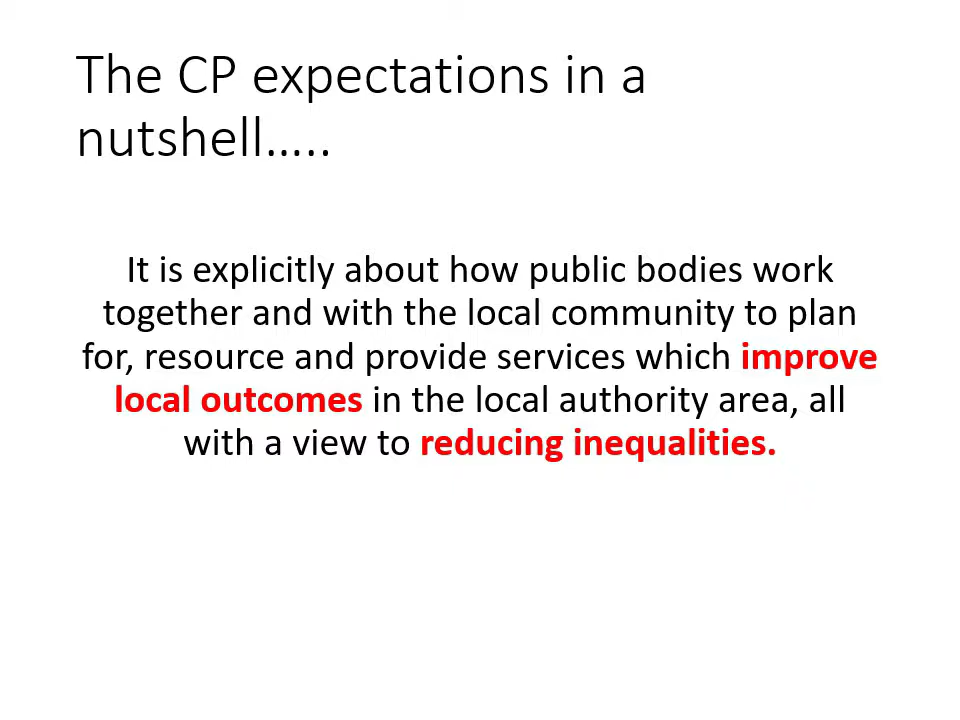 The CP expectations in a
nutshell…..
It is explicitly about how public bodies work
together and with the local community to plan
for, resource and provide services which improve
local outcomes in the local authority area, all
with a view to reducing inequalities.